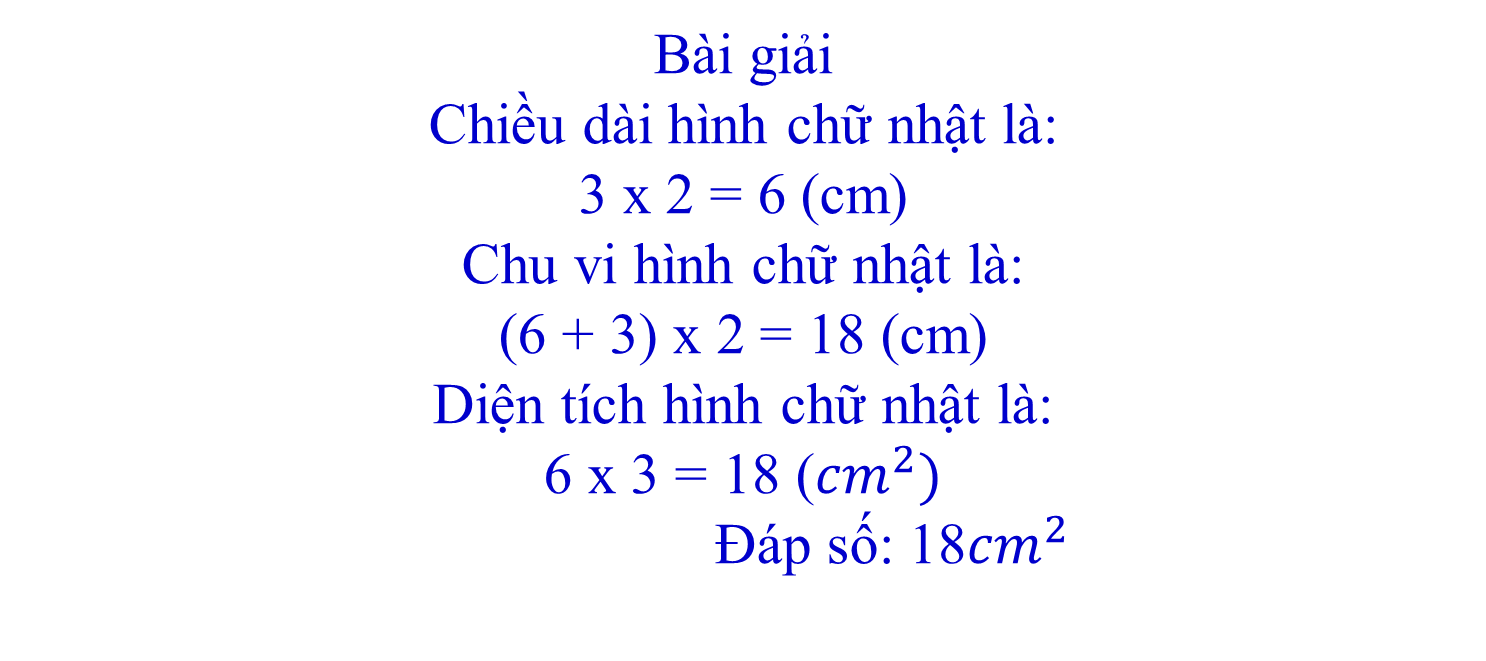 Bài giải
Chiều dài hình chữ nhật là:
3 x 2 = 6 (cm)
Chu vi hình chữ nhật là:
(6 + 3) x 2 = 18 (cm)
Diện tích hình chữ nhật là:
6 x 3 = 18 (𝑐𝑚²)
Đáp số: 18𝑐𝑚²